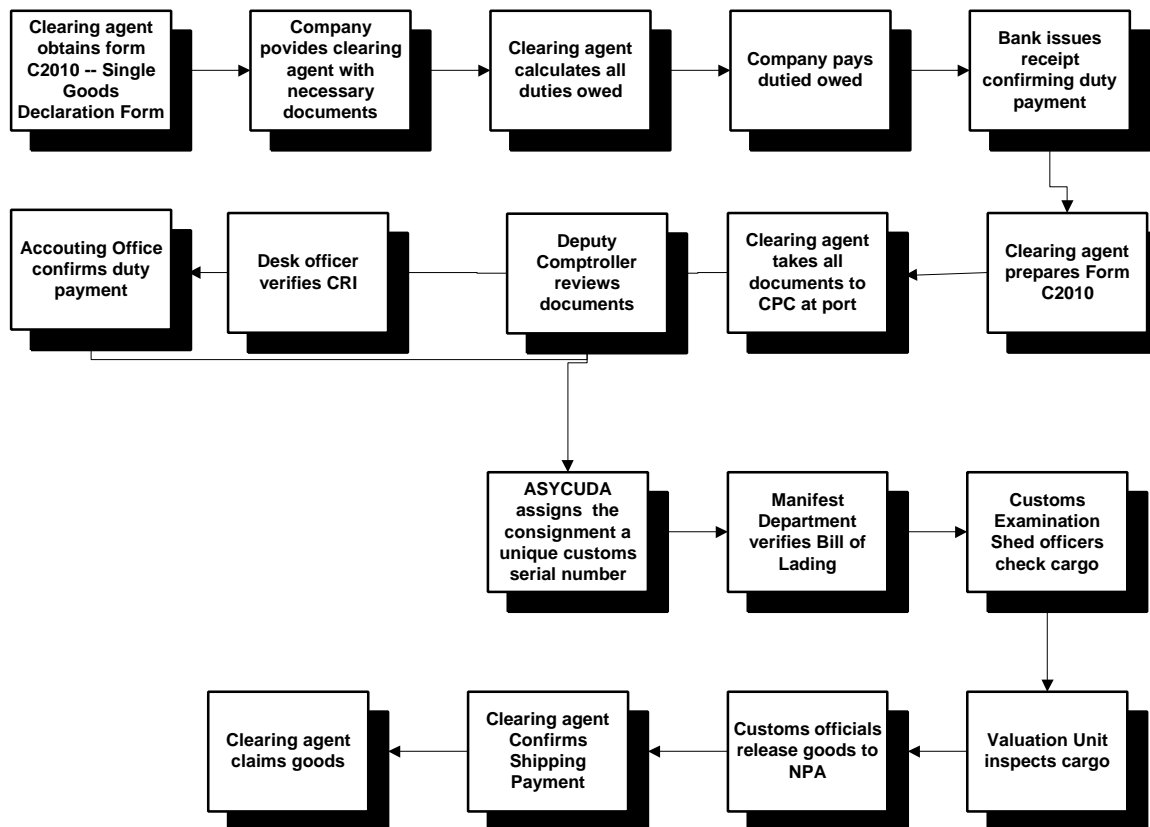 Clearing agent
obtains form
C2010 -- Single
Goods
Declaration Form
Company
povides clearing
agent with
necessary
documents
Clearing agent
calculates all
duties owed
Company pays
dutied owed
Bank issues
receipt
confirming duty
payment
Clearing agent
prepares Form
C2010
Clearing agent
takes all
documents to
CPC at port
Deputy
Comptroller
reviews
documents
Desk officer
verifies CRI
Accouting Office
confirms duty
payment
ASYCUDA
assigns the
consignment a
unique customs
serial number
Manifest
Department
verifies Bill of
Lading
Customs
Examination
Shed officers
check cargo
Valuation Unit
inspects cargo
Customs officials
release goods to
NPA
Clearing agent
Confirms
Shipping
Payment
Clearing agent
claims goods